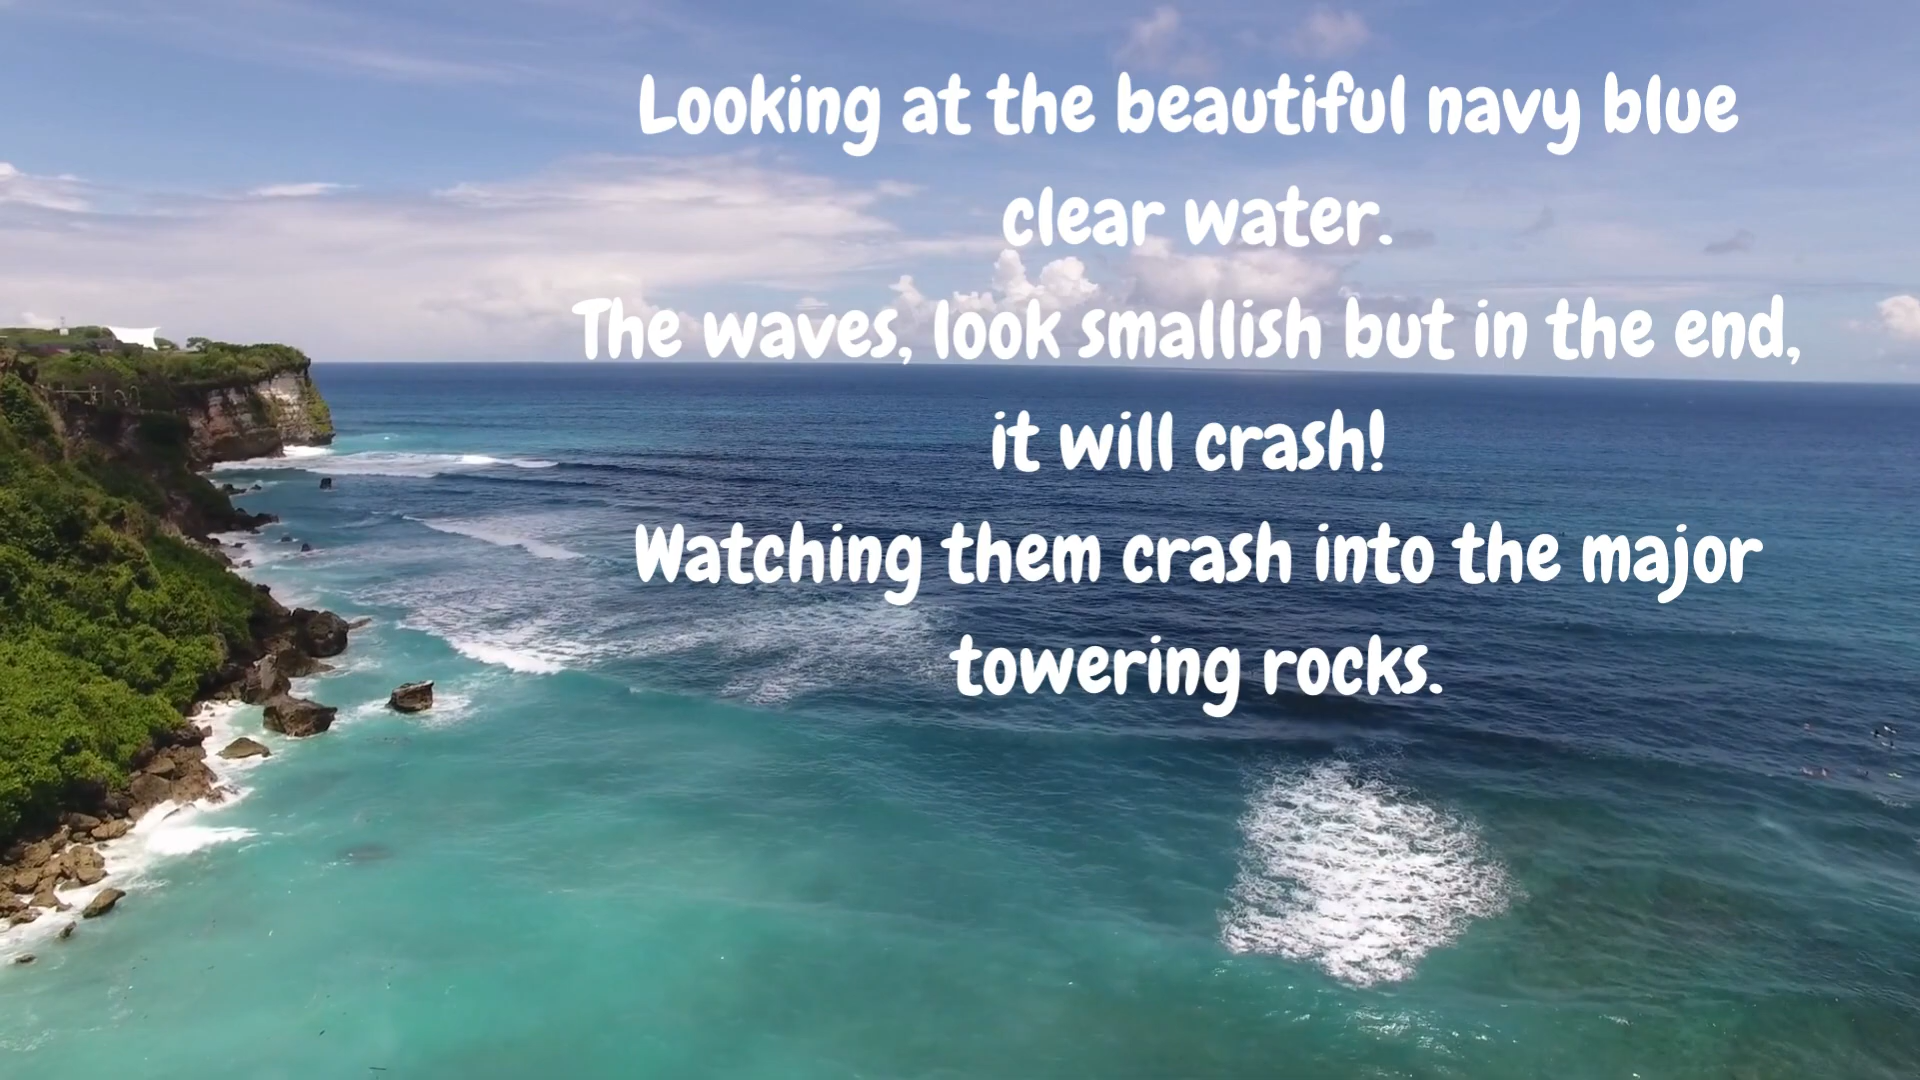 Looking at the beautiful navy blue
clear water.
The waves, look smallish but in the end,
it will crash!
Watching them crash into the major
towering rocks.